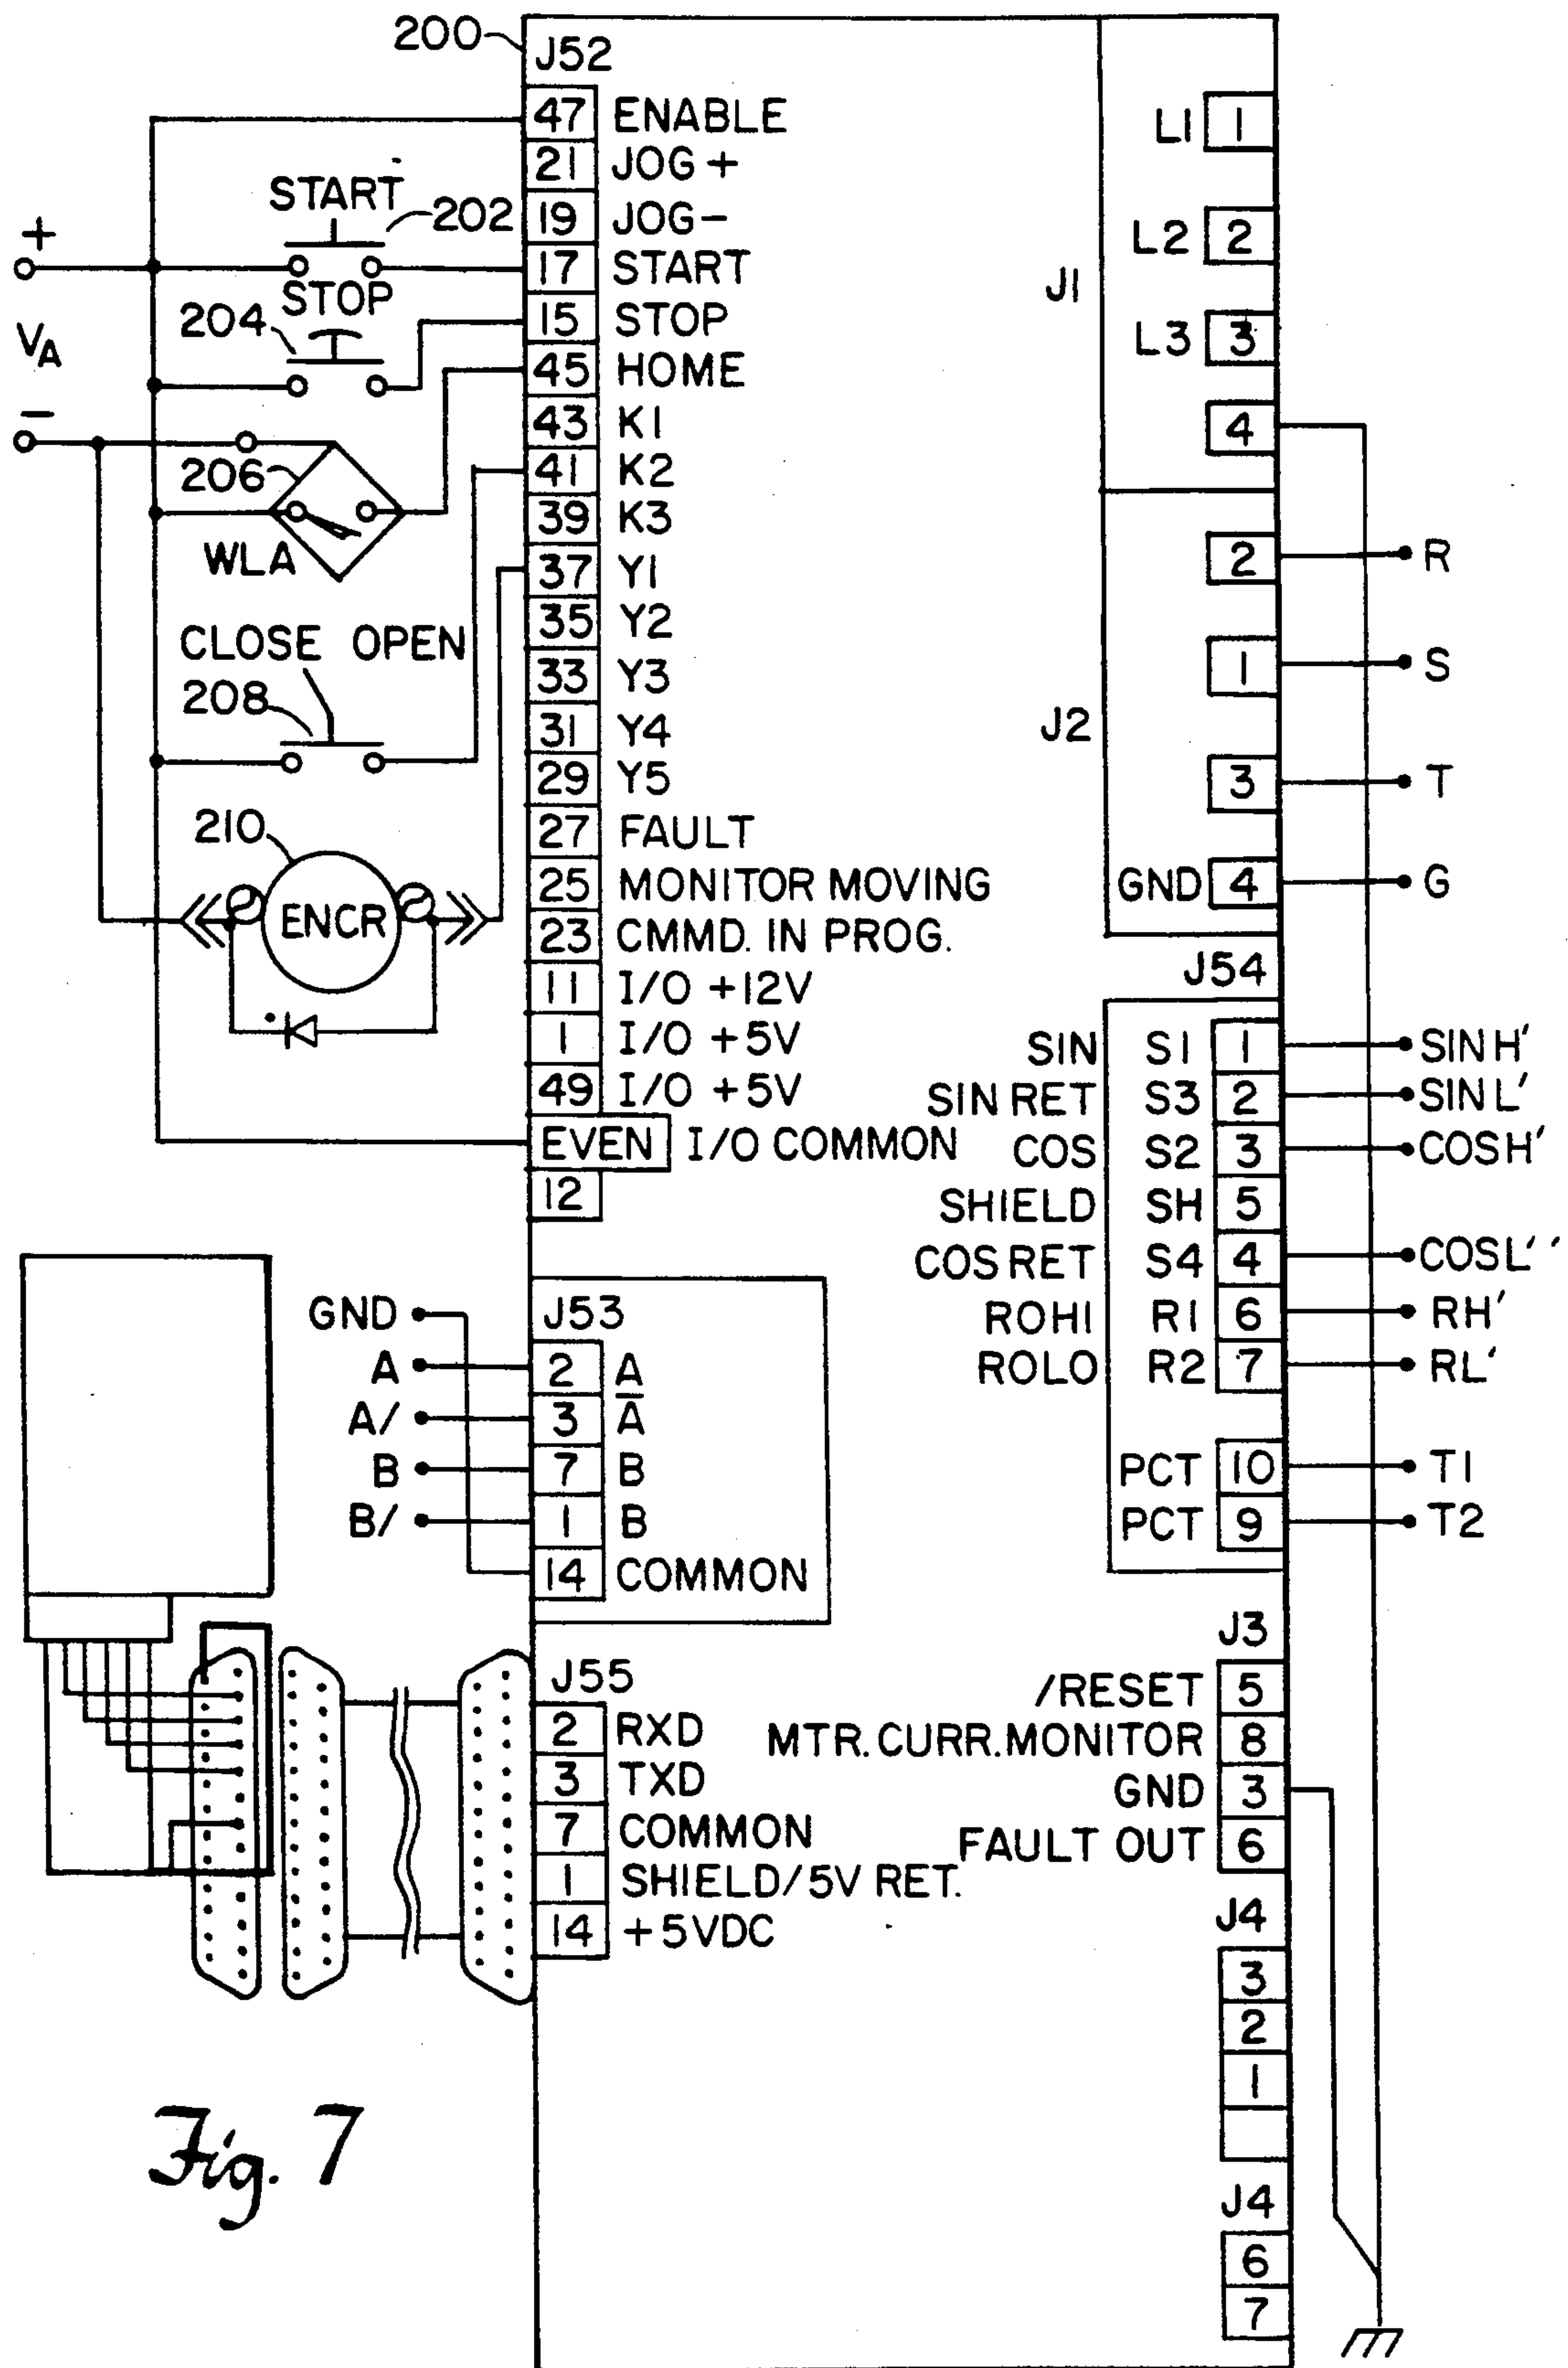 200
J52
47 ENABLE
21 JOG +
19 JOG-
17 START
15 STOP
45 HOME
43 K1
41 K2
39 K3
37 Y1
35 Y2
33 Y3
31 Y4
29 Y5
27 FAULT
25 MONITOR MOVING
23 CMMD. IN PROG.
11 I/O +12V
1 I/O +5V
49 I/O +5V
EVEN I/O COMMON
12
START
202
+
STOP
204
VA
-
206
WLA
CLOSE OPEN
208
210
ENCR
J1
L1 1
L2 2
L3 3
4
J2
2 R
1 S
3 T
GND 4 G
J54
SIN S1 1 SINH'
SIN RET S3 2 SINL'
COS S2 3 COSH'
SHIELD SH 5
COS RET S4 4 COSL''
ROHI R1 6 RH'
ROLO R2 7 RL'
PCT 10 T1
PCT 9 T2
J53
GND
A 2 A
A/ 3 A̅
B 7 B
B/ 1 B
14 COMMON
J55
2 RXD
3 TXD
7 COMMON
1 SHIELD/5V RET.
14 +5VDC
J3
/RESET 5
MTR. CURR. MONITOR 8
GND 3
FAULT OUT 6
J4
3
2
1
J4
6
7
Fig. 7